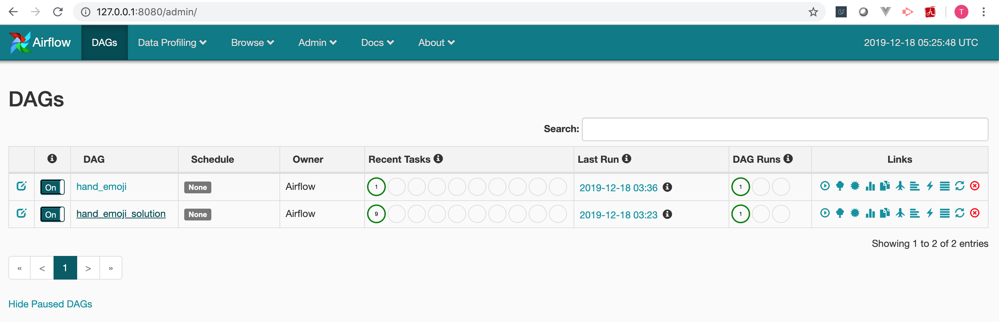 127.0.0.1:8080/admin/
T
Airflow DAGs Data Profiling Browse Admin Docs About 2019-12-18 05:25:48 UTC
DAGs
Search:
DAG Schedule Owner Recent Tasks Last Run DAG Runs Links
On hand_emoji None Airflow 1 2019-12-18 03:36 1
On hand_emoji_solution None Airflow 9 2019-12-18 03:23 1
Showing 1 to 2 of 2 entries
« < 1 > »
Hide Paused DAGs